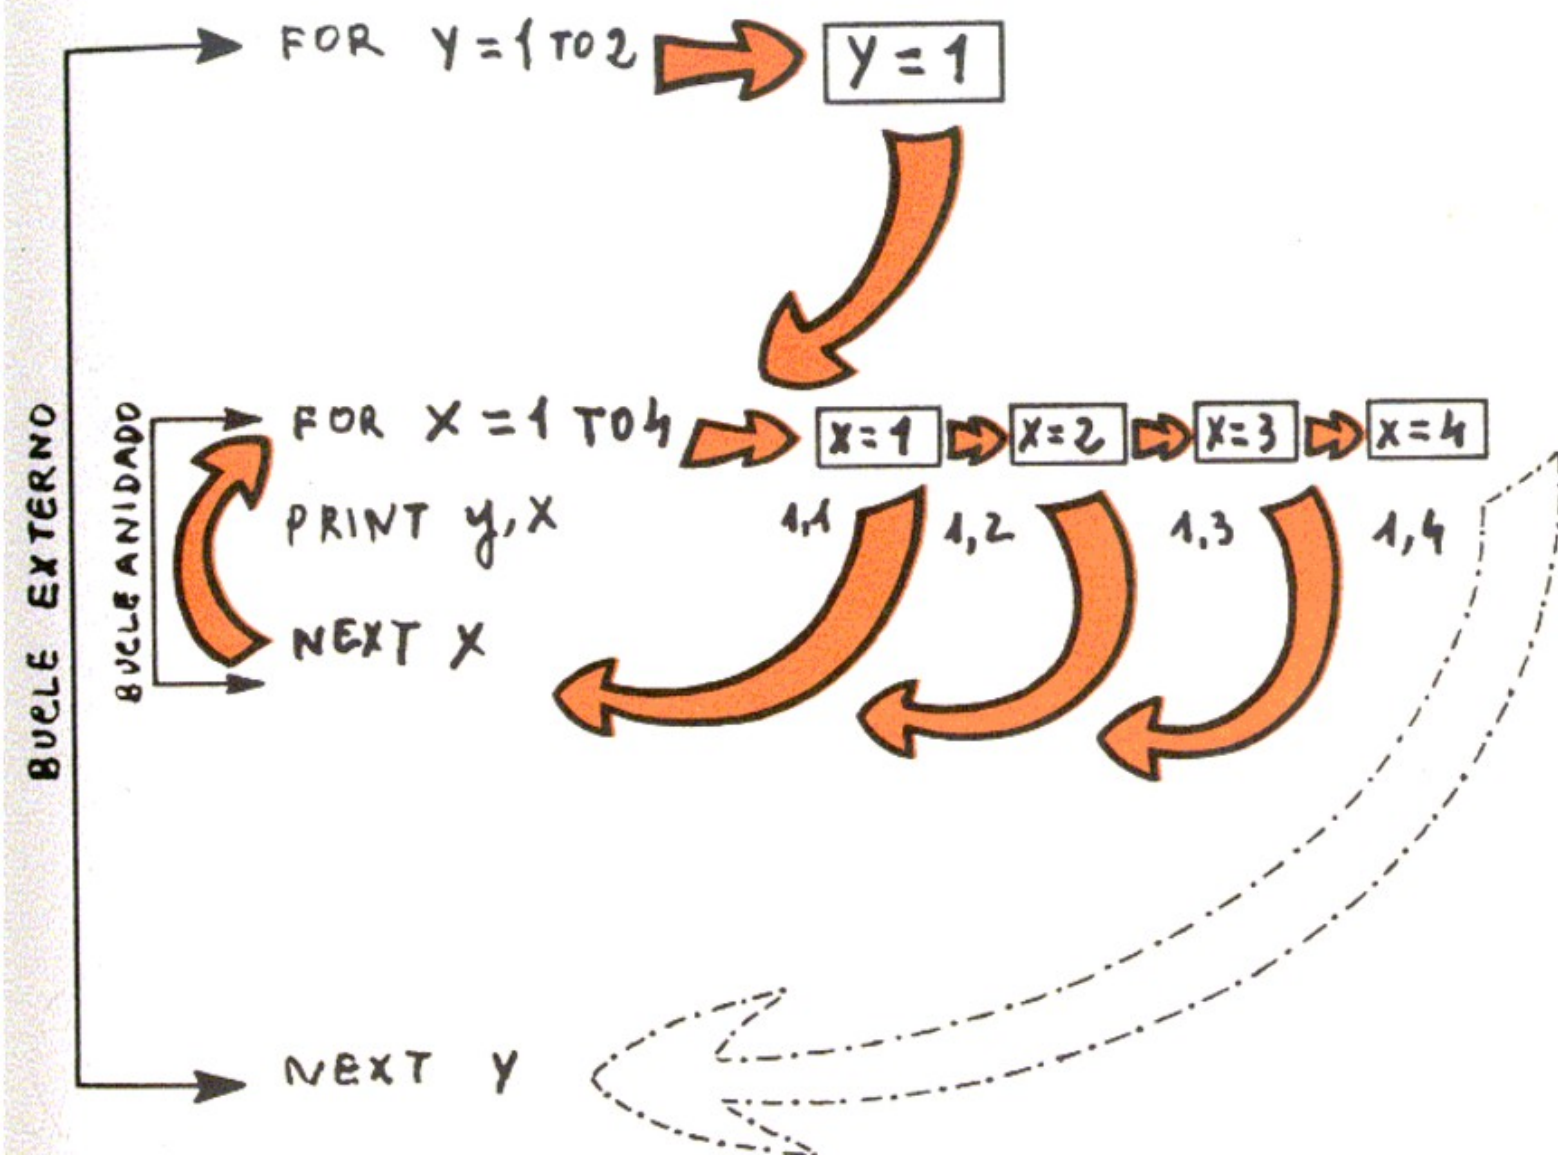 FOR Y=1 TO 2 Y=1
BUCLE EXTERNO
BUCLE ANIDADO
FOR X=1 TO 4 X=1 X=2 X=3 X=4
PRINT y,X 1,1 1,2 1,3 1,4
NEXT X
NEXT Y